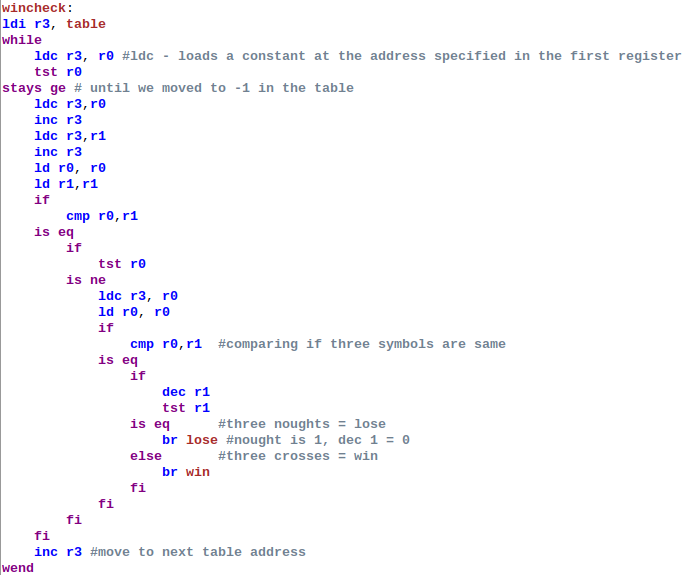 wincheck:
ldi r3, table
while
    ldc r3, r0 #ldc - loads a constant at the address specified in the first register
    tst r0
stays ge # until we moved to -1 in the table
    ldc r3,r0
    inc r3
    ldc r3,r1
    inc r3
    ld r0, r0
    ld r1,r1
    if
        cmp r0,r1
    is eq
        if
            tst r0
        is ne
            ldc r3, r0
            ld r0, r0
            if
                cmp r0,r1  #comparing if three symbols are same
            is eq
                if
                    dec r1
                    tst r1
                is eq      #three noughts = lose
                    br lose #nought is 1, dec 1 = 0
                else       #three crosses = win
                    br win
                fi
            fi
        fi
    fi
    inc r3 #move to next table address
wend